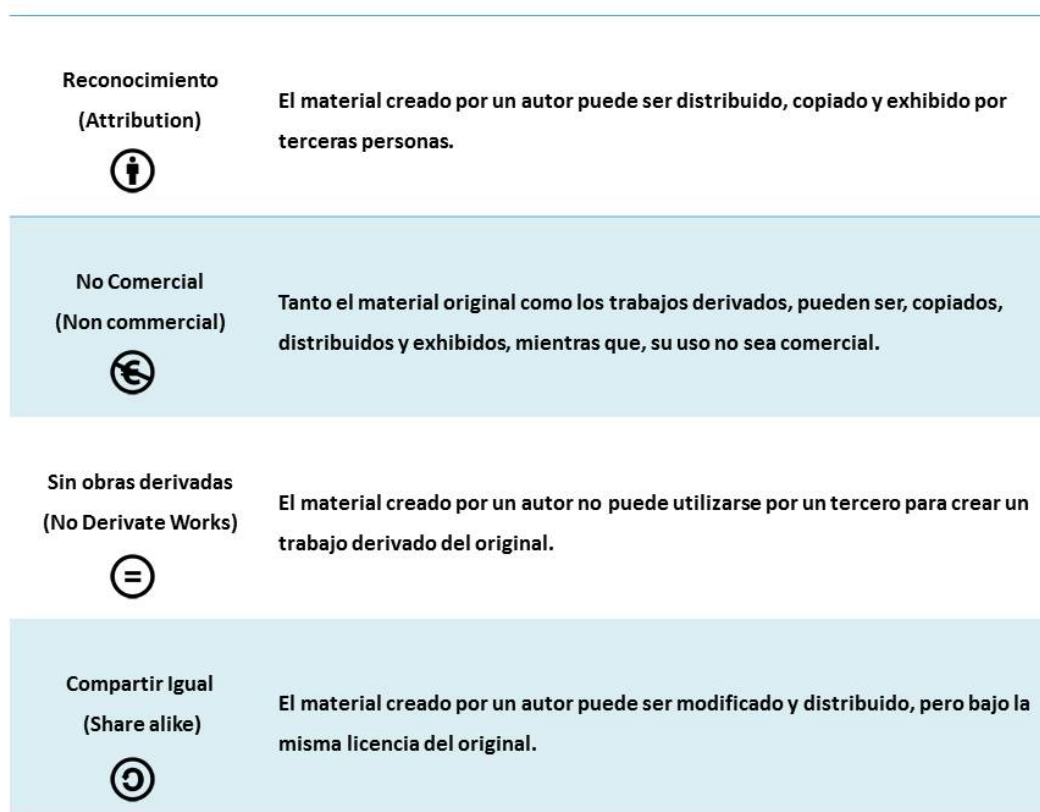 Reconocimiento
(Attribution)
El material creado por un autor puede ser distribuido, copiado y exhibido por
terceras personas.
No Comercial
(Non commercial)
Tanto el material original como los trabajos derivados, pueden ser, copiados,
distribuidos y exhibidos, mientras que, su uso no sea comercial.
Sin obras derivadas
(No Derivate Works)
El material creado por un autor no puede utilizarse por un tercero para crear un
trabajo derivado del original.
Compartir Igual
(Share alike)
El material creado por un autor puede ser modificado y distribuido, pero bajo la
misma licencia del original.